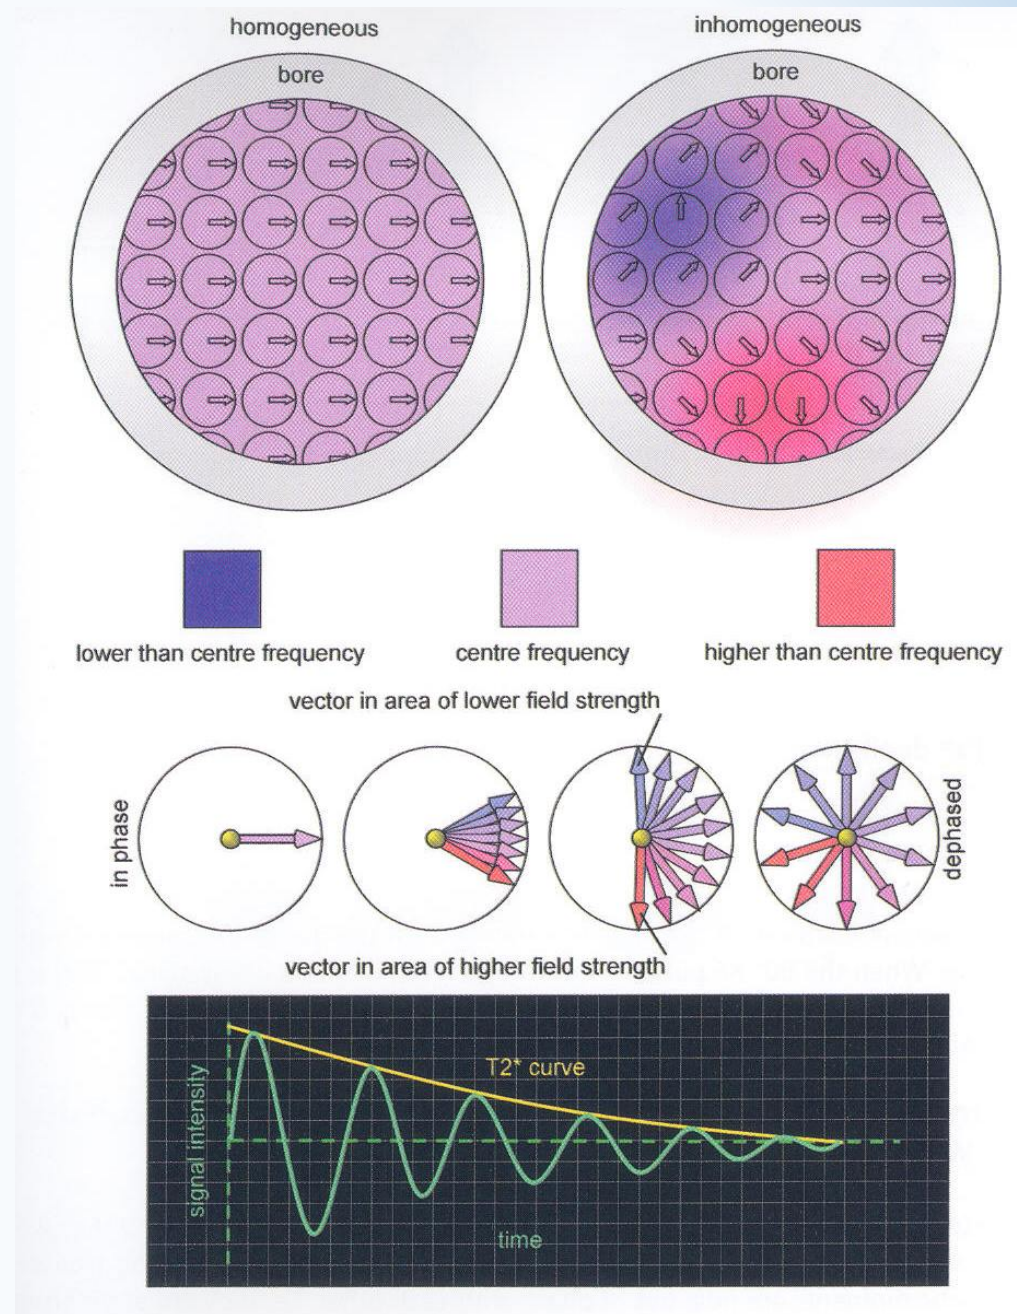 homogeneous
inhomogeneous
bore
bore
lower than centre frequency
centre frequency
higher than centre frequency
vector in area of lower field strength
in phase
dephased
vector in area of higher field strength
T2* curve
signal intensity
time